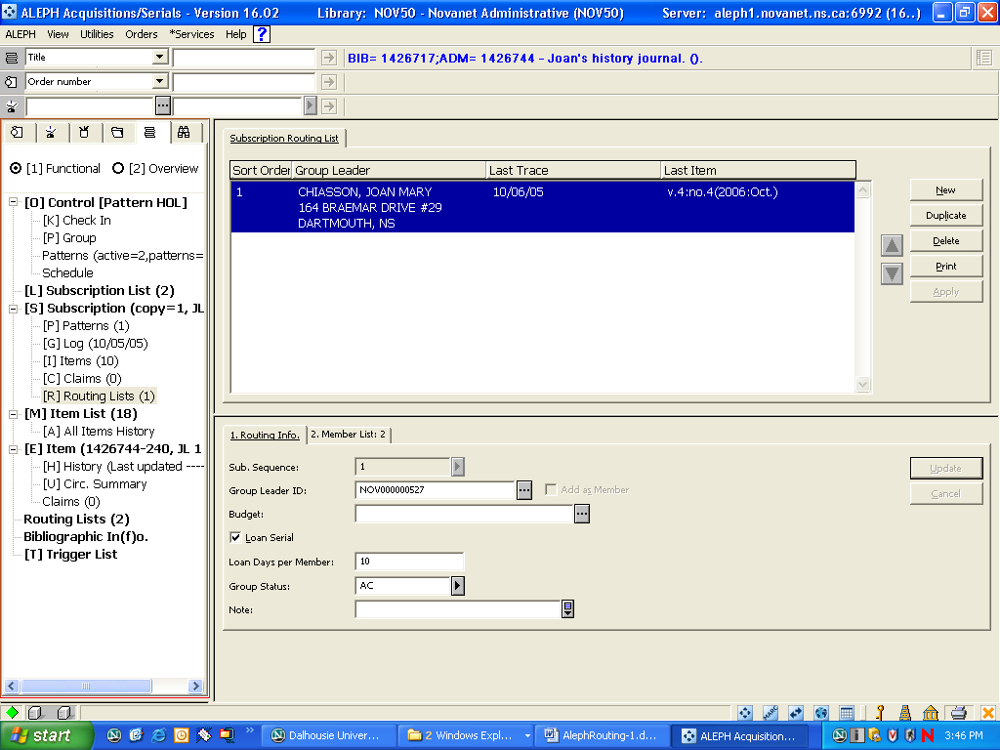 ALEPH Acquisitions/Serials - Version 16.02 Library: NOV50 - Novanet Administrative (NOV50) Server: aleph1.novanet.ns.ca:6992 (16..)
ALEPH View Utilities Orders *Services Help ?
Title
BIB= 1426717;ADM= 1426744 - Joan's history journal. ().
Order number
[1] Functional [2] Overview
[O] Control [Pattern HOL]
[K] Check In
[P] Group
Patterns (active=2,patterns=
Schedule
[L] Subscription List (2)
[S] Subscription (copy=1, JL
[P] Patterns (1)
[G] Log (10/05/05)
[I] Items (10)
[C] Claims (0)
[R] Routing Lists (1)
[M] Item List (18)
[A] All Items History
[E] Item (1426744-240, JL 1
[H] History (Last updated ----
[U] Circ. Summary
Claims (0)
Routing Lists (2)
Bibliographic In(f)o.
[T] Trigger List
Subscription Routing List
Sort Order Group Leader Last Trace Last Item
1 CHIASSON, JOAN MARY 10/06/05 v.4:no.4(2006:Oct.)
164 BRAEMAR DRIVE #29
DARTMOUTH, NS
New
Duplicate
Delete
Print
Apply
1. Routing Info. 2. Member List: 2
Sub. Sequence: 1
Group Leader ID: NOV000000527 ... Add as Member
Budget: ...
Loan Serial
Loan Days per Member: 10
Group Status: AC
Note:
Update
Cancel
start
Dalhousie Univer...
2 Windows Expl...
AlephRouting-1.d...
ALEPH Acquisition...
3:46 PM